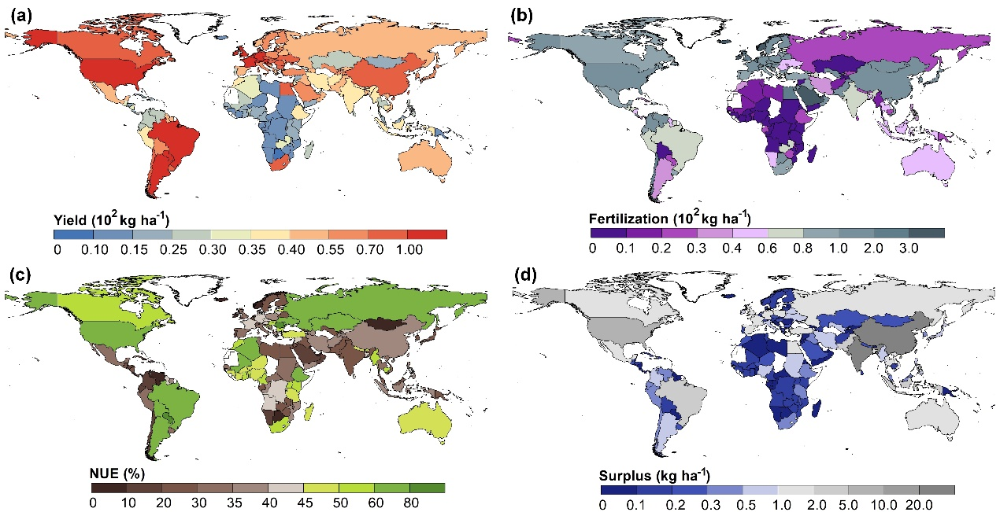 (a)
(b)
Yield (10² kg ha⁻¹)
0 0.10 0.15 0.25 0.30 0.35 0.40 0.55 0.70 1.00
Fertilization (10² kg ha⁻¹)
0 0.1 0.2 0.3 0.4 0.6 0.8 1.0 2.0 3.0
(c)
(d)
NUE (%)
0 10 20 30 35 40 45 50 60 80
Surplus (kg ha⁻¹)
0 0.1 0.2 0.3 0.5 1.0 2.0 5.0 10.0 20.0